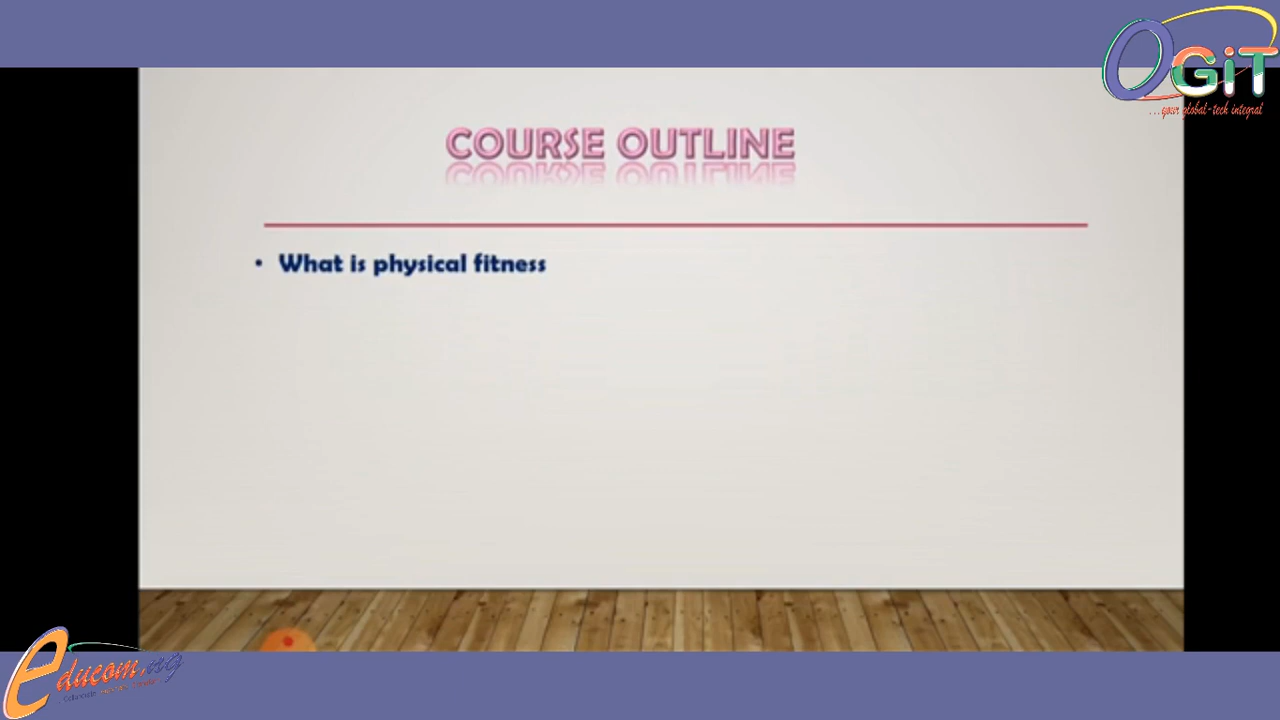 OGiT
...your global-tech integral
COURSE OUTLINE
• What is physical fitness
educom.ng